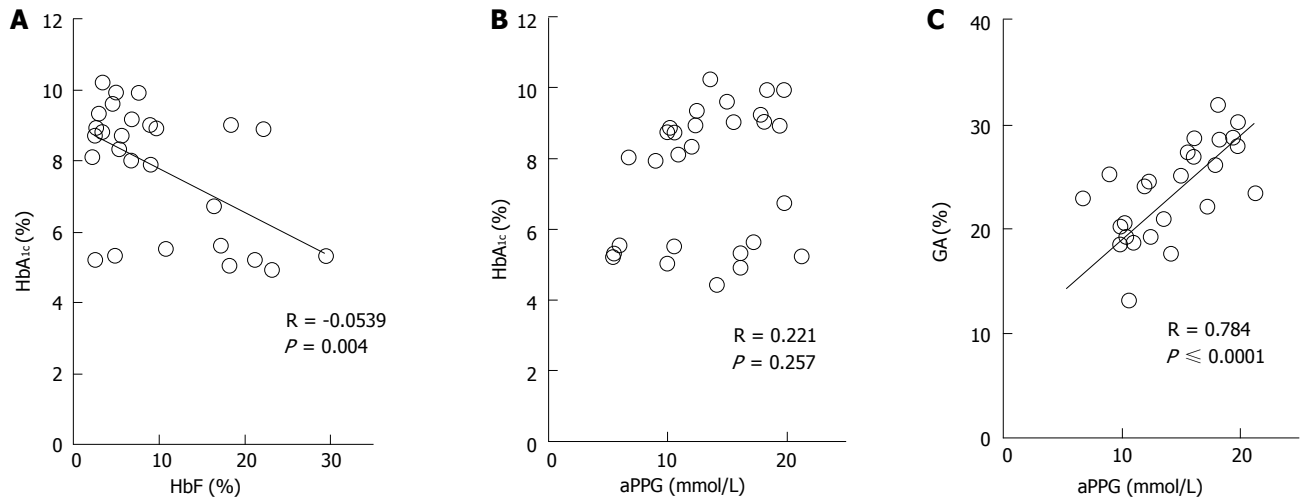 A
12
10
8
6
4
2
0
HbA1c (%)
0
10
20
30
HbF (%)
R = -0.0539
P = 0.004
B
12
10
8
6
4
2
0
HbA1c (%)
0
10
20
aPPG (mmol/L)
R = 0.221
P = 0.257
C
40
30
20
10
0
GA (%)
0
10
20
aPPG (mmol/L)
R = 0.784
P ≤ 0.0001